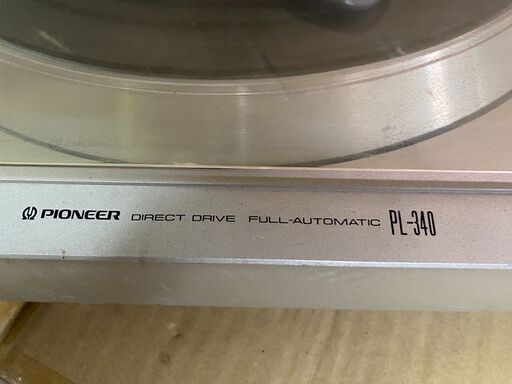 PIONEER DIRECT DRIVE FULL-AUTOMATIC PL-340